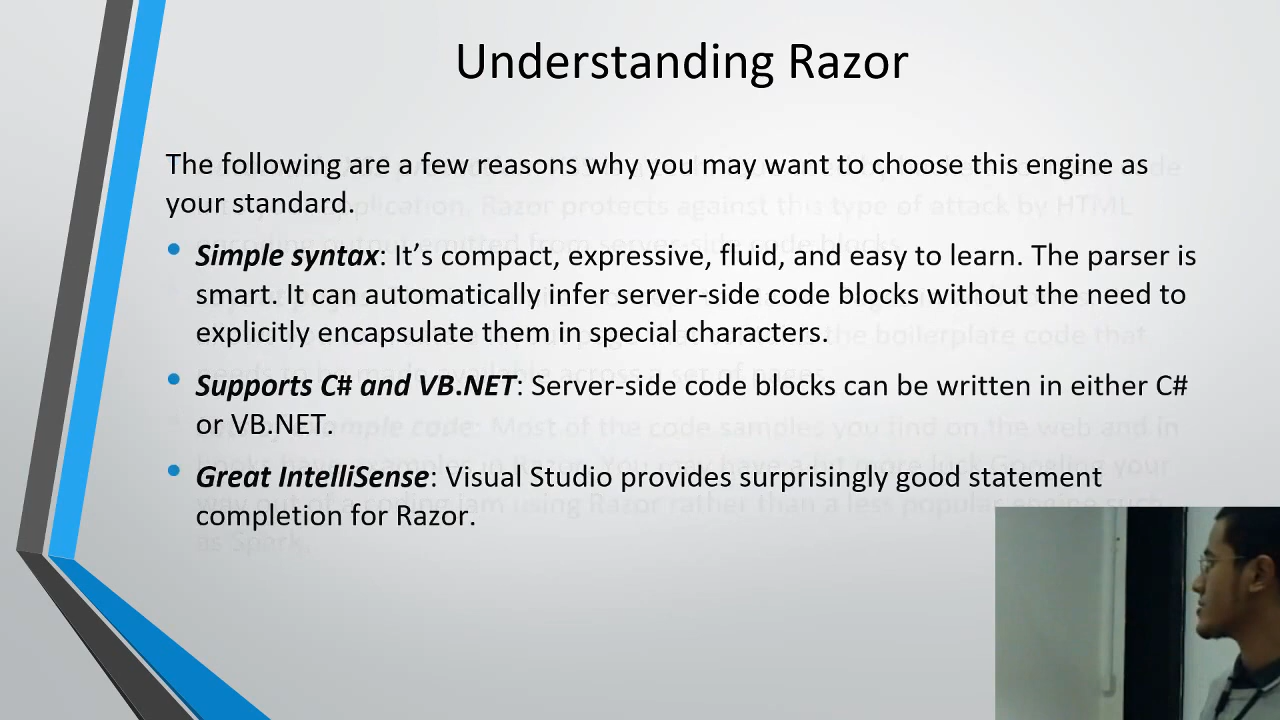 Understanding Razor
The following are a few reasons why you may want to choose this engine as
your standard.
• Simple syntax: It’s compact, expressive, fluid, and easy to learn. The parser is
smart. It can automatically infer server-side code blocks without the need to
explicitly encapsulate them in special characters.
• Supports C# and VB.NET: Server-side code blocks can be written in either C#
or VB.NET.
• Great IntelliSense: Visual Studio provides surprisingly good statement
completion for Razor.